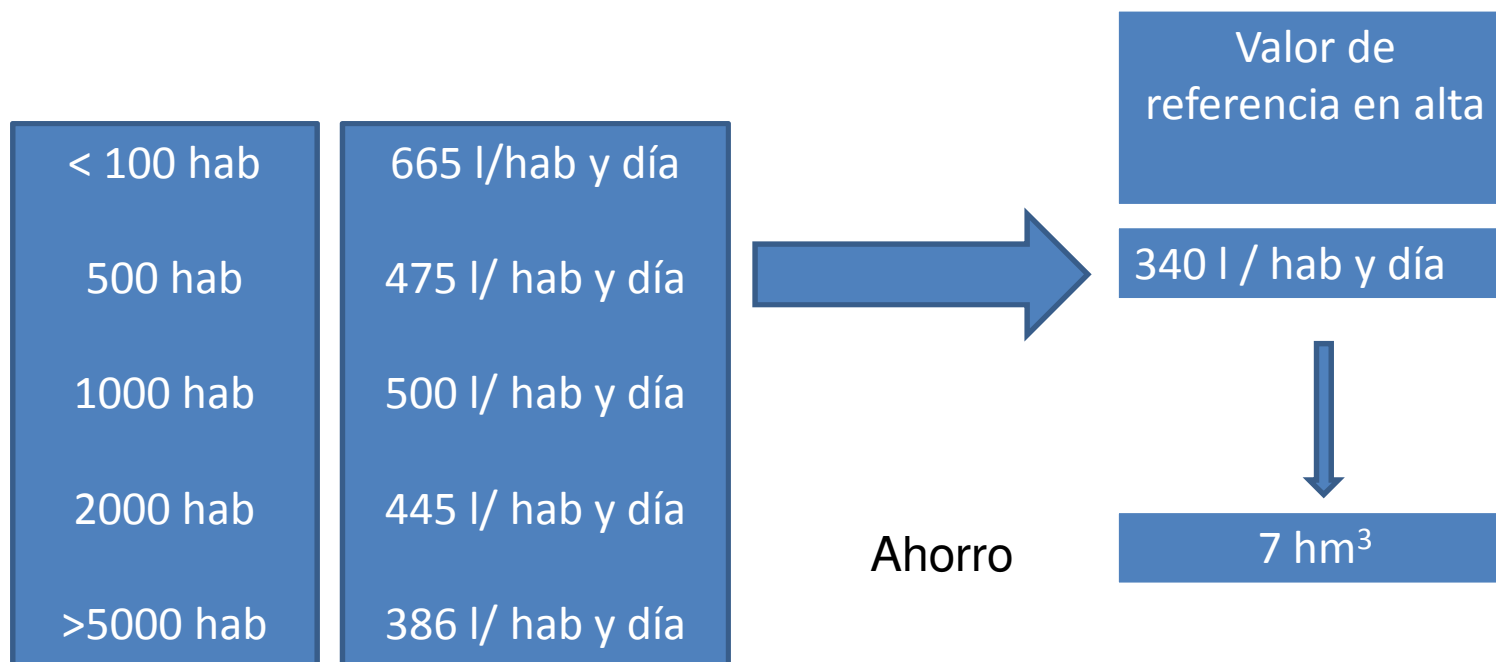 Valor de
referencia en alta
< 100 hab
665 l/hab y día
500 hab
475 l/ hab y día
340 l / hab y día
1000 hab
500 l/ hab y día
2000 hab
445 l/ hab y día
Ahorro
7 hm³
>5000 hab
386 l/ hab y día